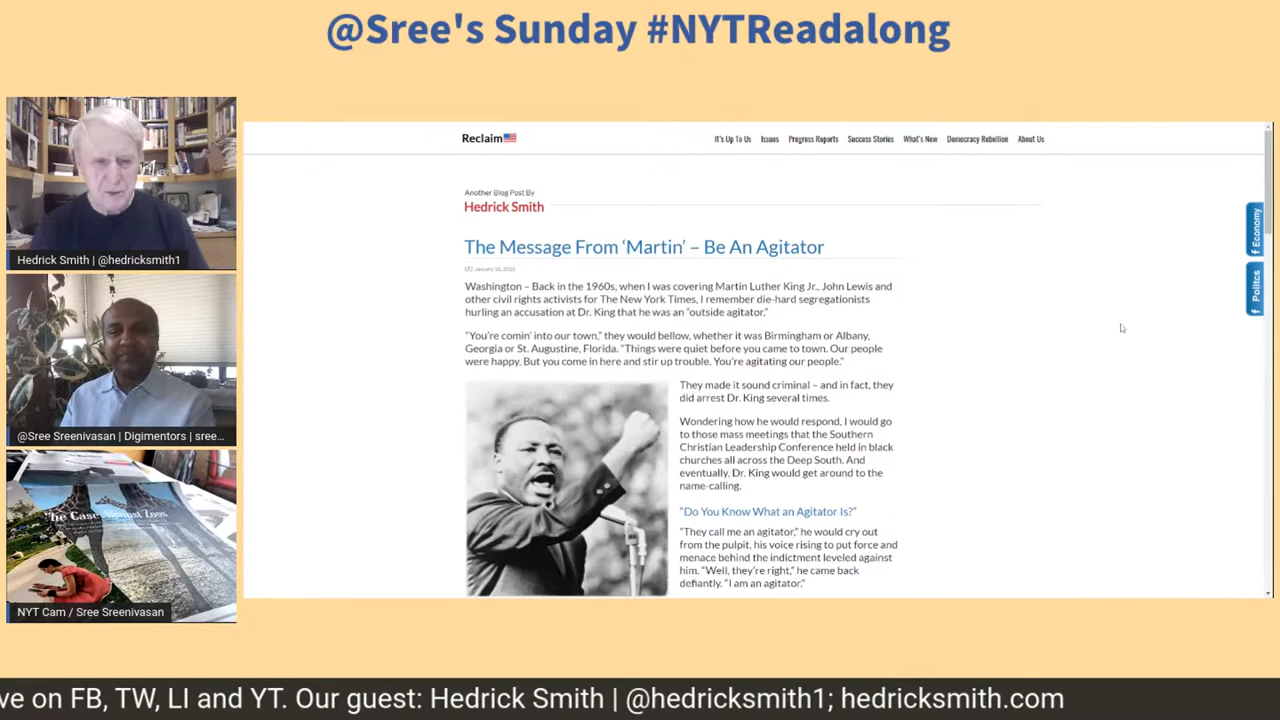 @Sree's Sunday #NYTReadalong
Hedrick Smith | @hedricksmith1
@Sree Sreenivasan | Digimentors | sree...
The Case Against Zoos
NYT Cam / Sree Sreenivasan
Reclaim
It's Up To Us Issues Progress Reports Success Stories What's New Democracy Rebellion About Us
Another Blog Post By
Hedrick Smith
The Message From ‘Martin’ – Be An Agitator
Washington – Back in the 1960s, when I was covering Martin Luther King Jr., John Lewis and
other civil rights activists for The New York Times, I remember die-hard segregationists
hurling an accusation at Dr. King that he was an “outside agitator.”
“You’re comin’ into our town,” they would bellow, whether it was Birmingham or Albany,
Georgia or St. Augustine, Florida. “Things were quiet before you came to town. Our people
were happy. But you come in here and stir up trouble. You’re agitating our people.”
They made it sound criminal – and in fact, they
did arrest Dr. King several times.
Wondering how he would respond, I would go
to those mass meetings that the Southern
Christian Leadership Conference held in black
churches all across the Deep South. And
eventually, Dr. King would get around to the
name-calling.
“Do You Know What an Agitator Is?”
“They call me an agitator,” he would cry out
from the pulpit, his voice rising to put force and
menace behind the indictment leveled against
him. “Well, they’re right,” he came back
defiantly. “I am an agitator.”
f Economy
f Politcs
ve on FB, TW, LI and YT. Our guest: Hedrick Smith | @hedricksmith1; hedricksmith.com